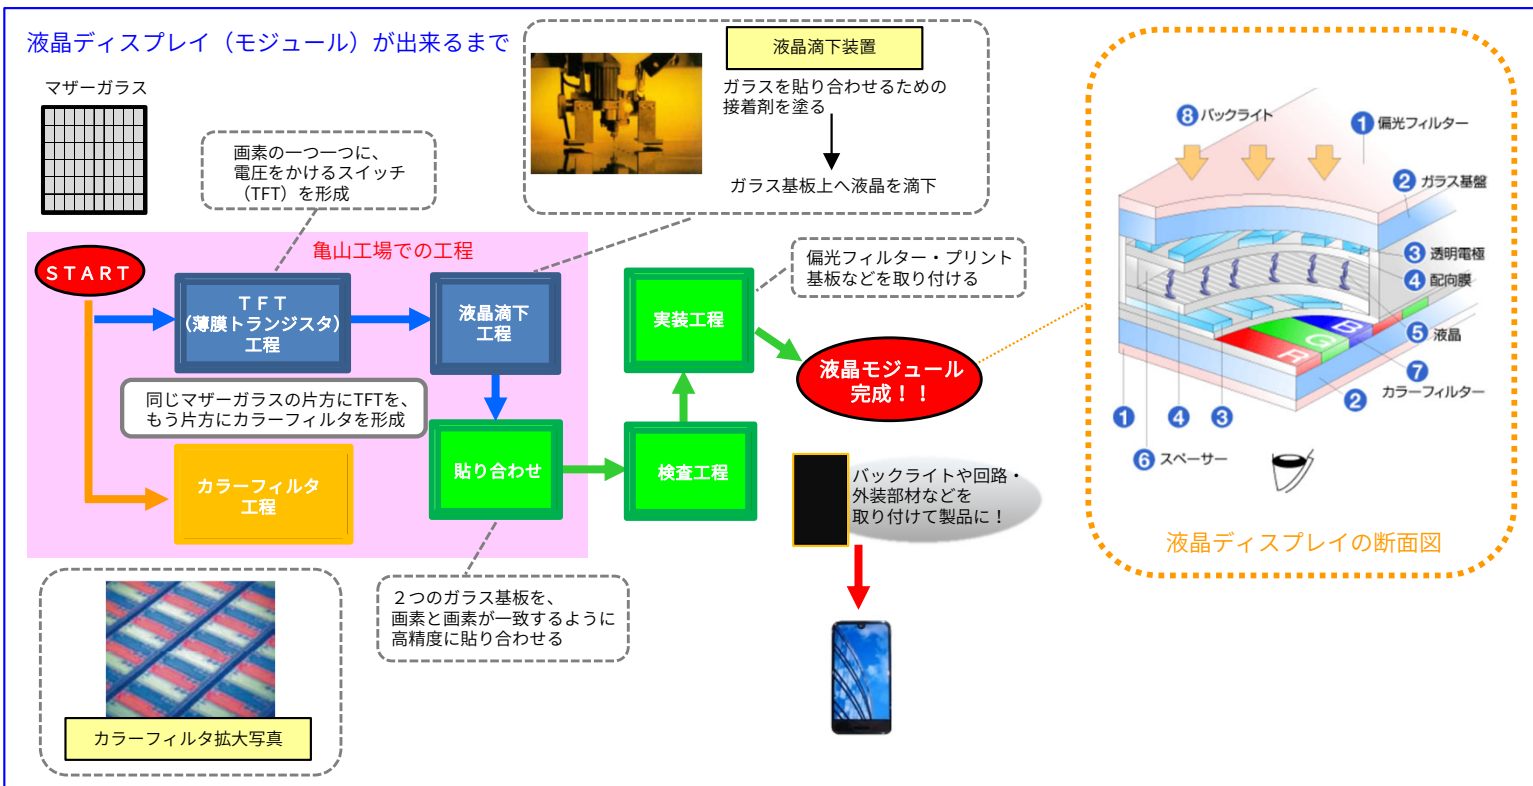 液晶ディスプレイ（モジュール）が出来るまで
マザーガラス
画素の一つ一つに、
電圧をかけるスイッチ
（TFT）を形成
液晶滴下装置
ガラスを貼り合わせるための
接着剤を塗る
ガラス基板上へ液晶を滴下
亀山工場での工程
ＳＴＡＲＴ
ＴＦＴ
（薄膜トランジスタ）
工程
液晶滴下
工程
同じマザーガラスの片方にTFTを、
もう片方にカラーフィルタを形成
カラーフィルタ
工程
貼り合わせ
検査工程
実装工程
偏光フィルター・プリント
基板などを取り付ける
液晶モジュール
完成！！
バックライトや回路・
外装部材などを
取り付けて製品に！
２つのガラス基板を、
画素と画素が一致するように
高精度に貼り合わせる
カラーフィルタ拡大写真
❽バックライト
❶偏光フィルター
❷ガラス基盤
❸透明電極
❹配向膜
❺液晶
❼
カラーフィルター
R
G
B
❶
❹
❸
❷
❻スペーサー
液晶ディスプレイの断面図